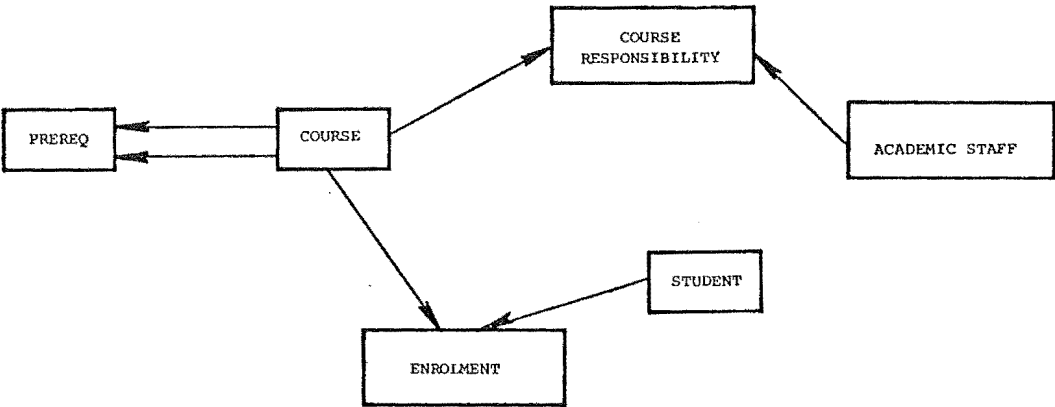 COURSE
RESPONSIBILITY
PREREQ
COURSE
ACADEMIC STAFF
STUDENT
ENROLMENT